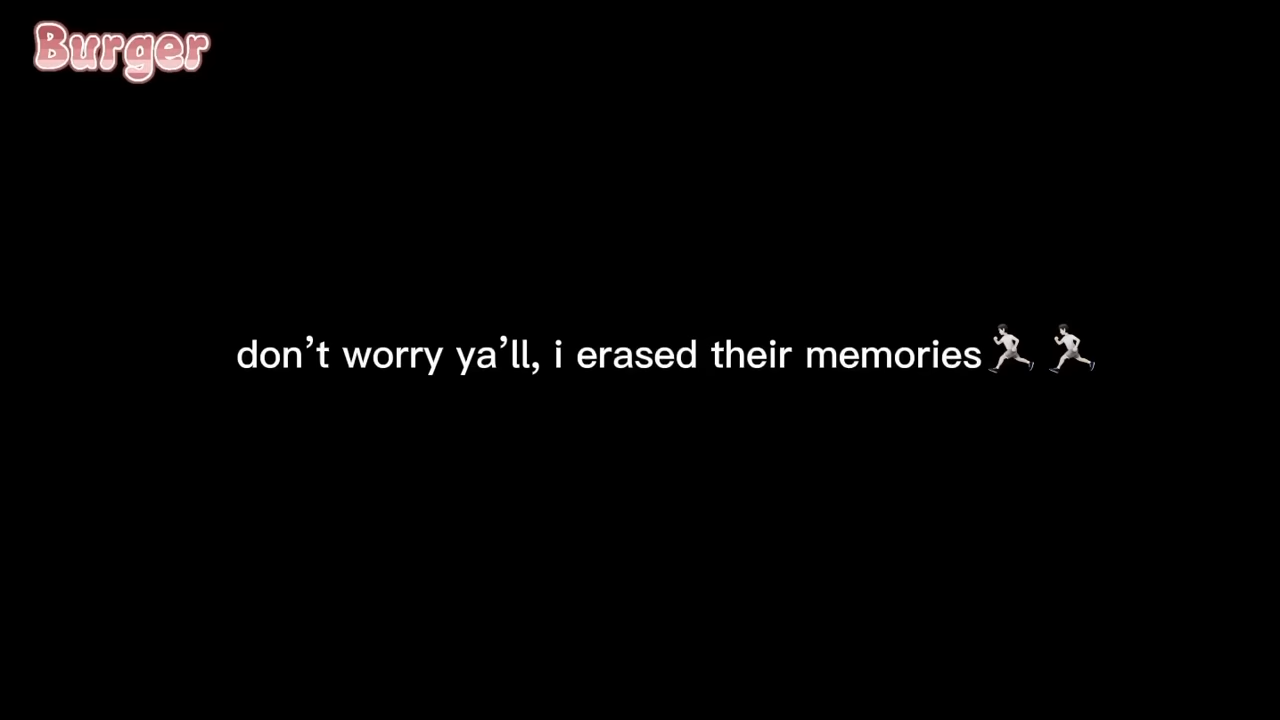 Burger
don’t worry ya’ll, i erased their memories🏃🏻🏃🏻